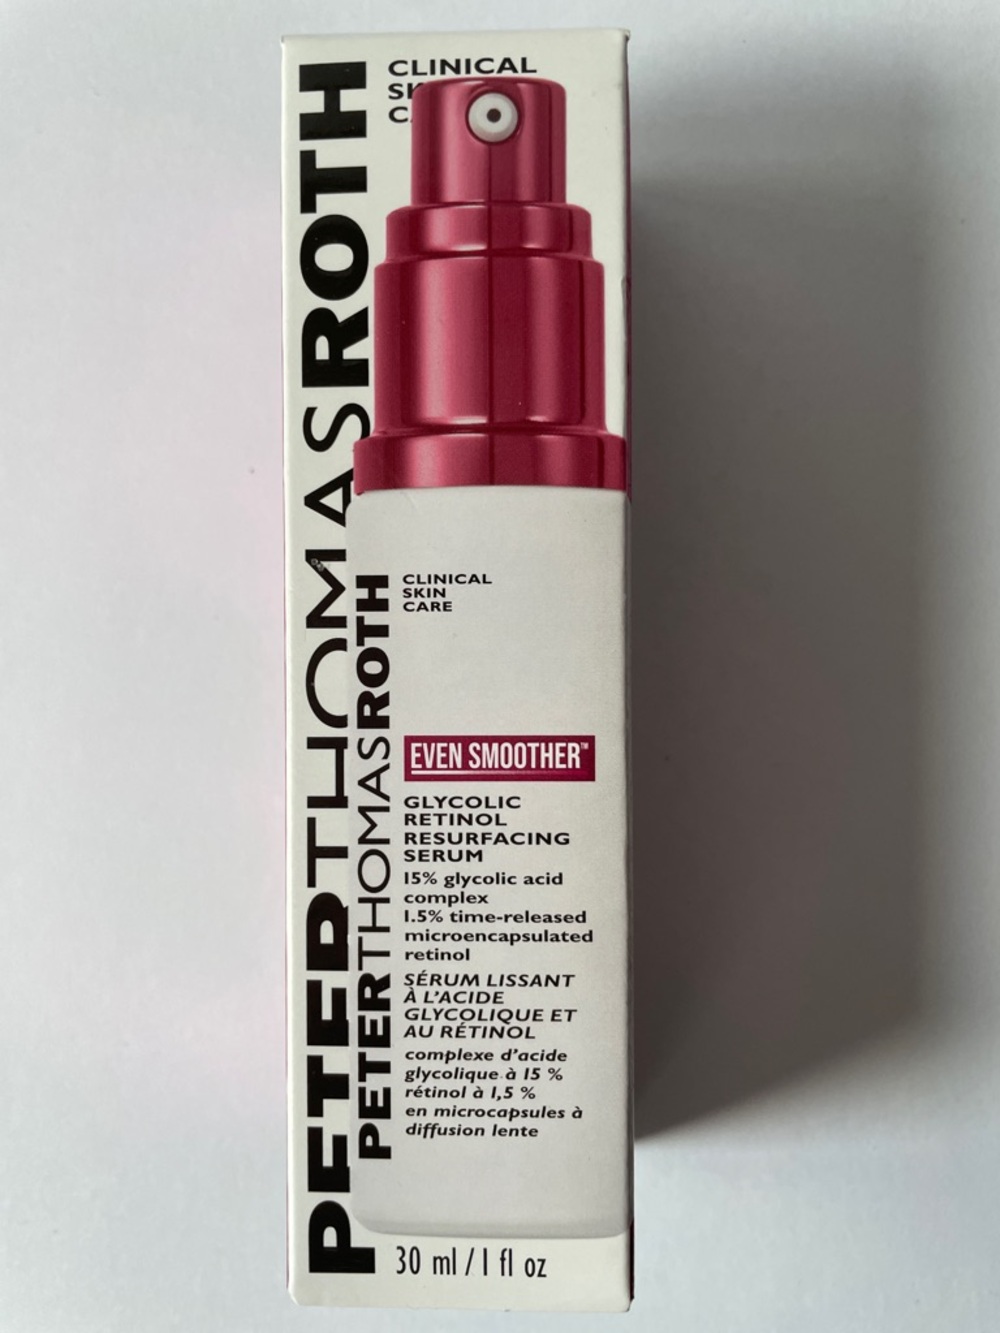 PETERTHOMASROTH
CLINICAL
PETERTHOMASROTH
CLINICAL
SKIN
CARE
EVEN SMOOTHER™
GLYCOLIC
RETINOL
RESURFACING
SERUM
15% glycolic acid
complex
1.5% time-released
microencapsulated
retinol
SÉRUM LISSANT
À L'ACIDE
GLYCOLIQUE ET
AU RÉTINOL
complexe d'acide
glycolique à 15 %
rétinol à 1,5 %
en microcapsules à
diffusion lente
30 ml / 1 fl oz